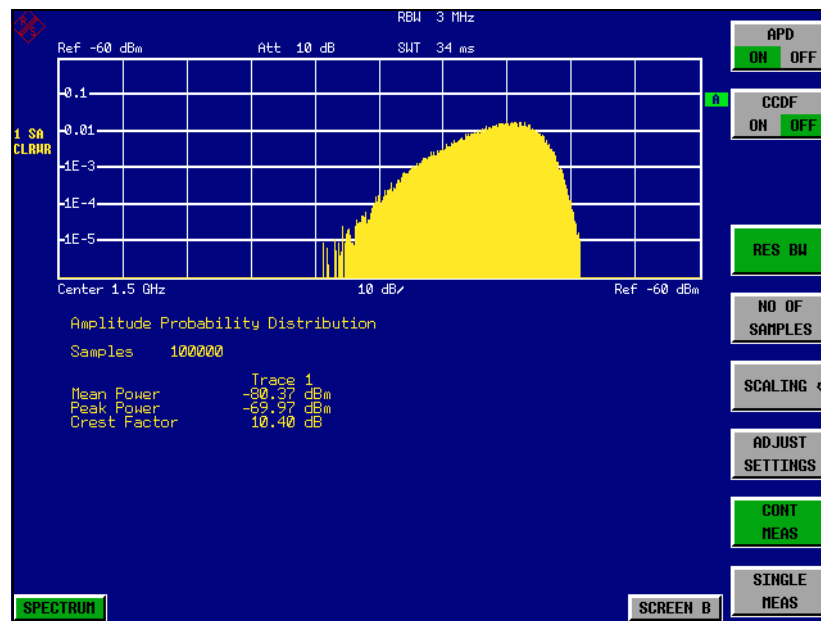 RBW 3 MHz
Ref -60 dBm Att 10 dB SWT 34 ms
0.1
0.01
1E-3
1E-4
1E-5
1 SA
CLRWR
A
Center 1.5 GHz 10 dB/ Ref -60 dBm
Amplitude Probability Distribution
Samples 100000
Trace 1
Mean Power -80.37 dBm
Peak Power -69.97 dBm
Crest Factor 10.40 dB
APD
ON OFF
CCDF
ON OFF
RES BW
NO OF
SAMPLES
SCALING
ADJUST
SETTINGS
CONT
MEAS
SINGLE
MEAS
SPECTRUM
SCREEN B